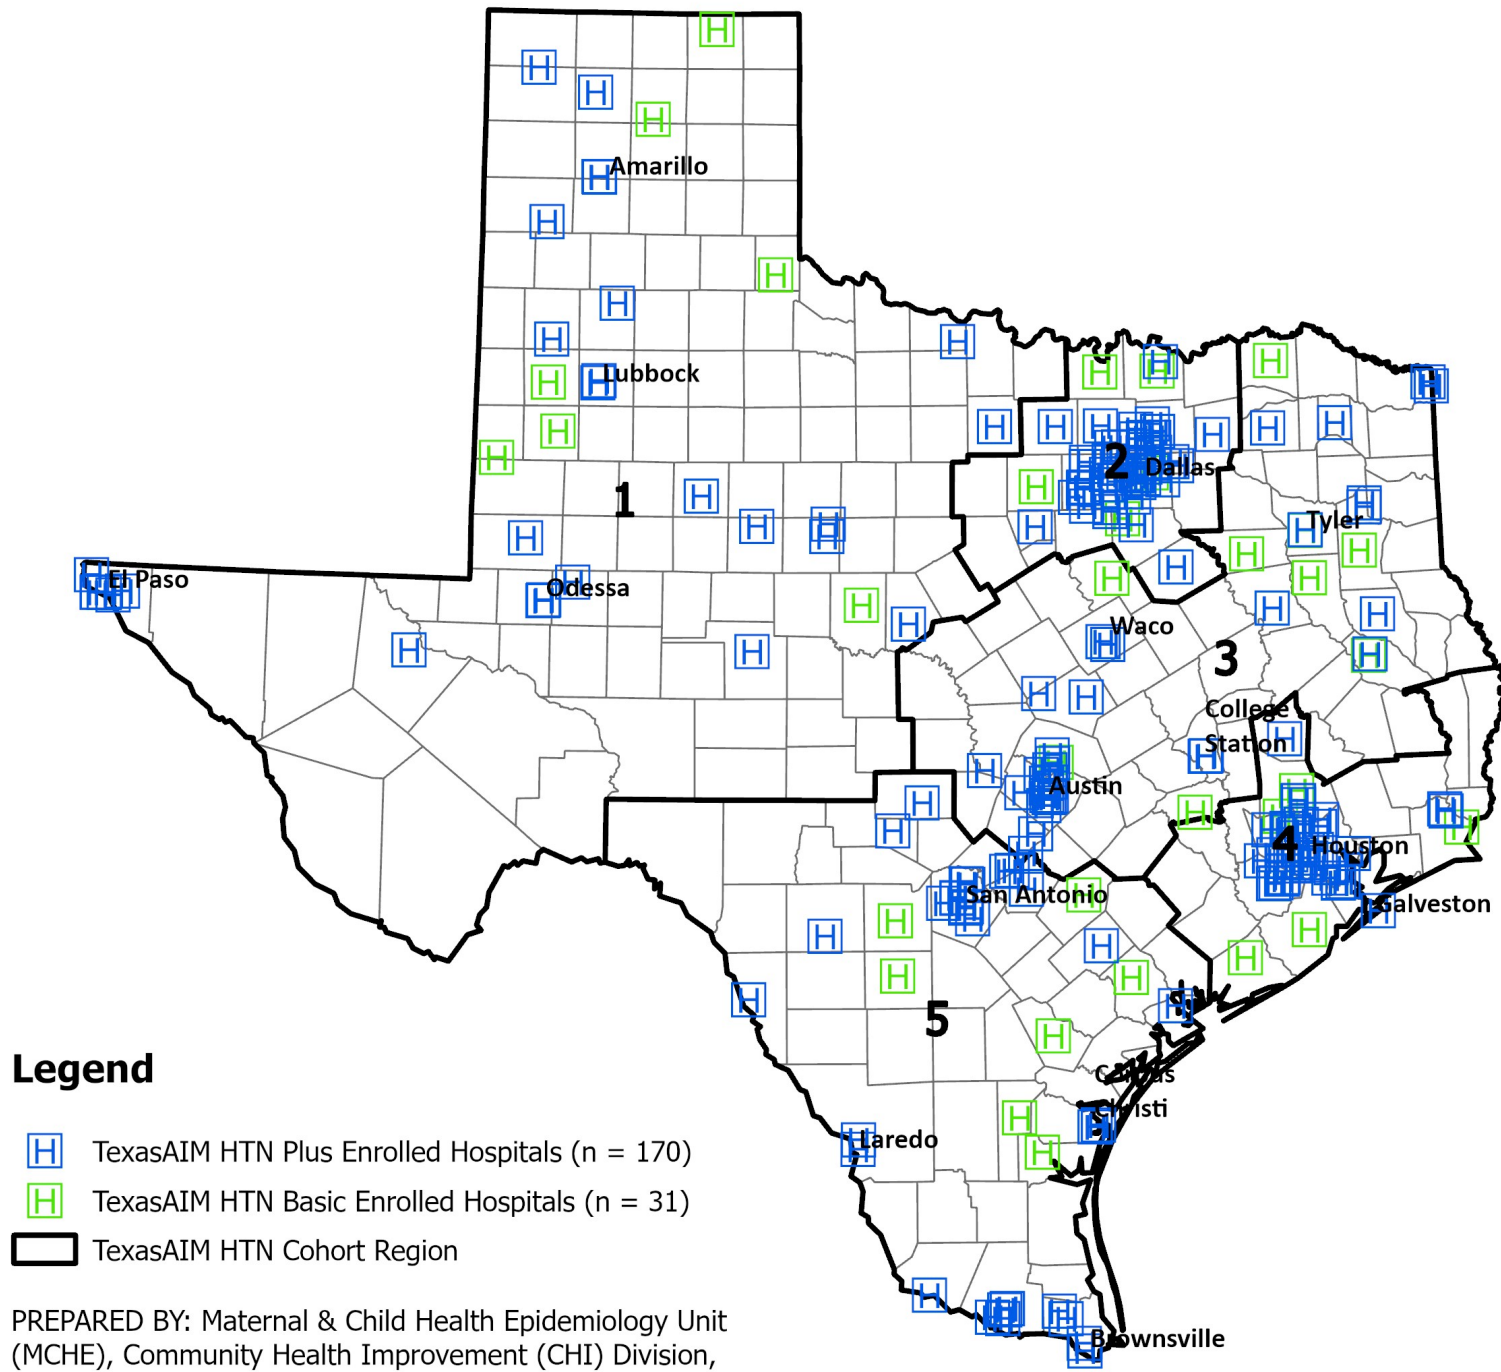 Amarillo
Lubbock
1
2
Dallas
Tyler
El Paso
Odessa
Waco
3
College
Station
Austin
4
Houston
San Antonio
Galveston
5
Corpus
Christi
Laredo
Brownsville
Legend
H TexasAIM HTN Plus Enrolled Hospitals (n = 170)
H TexasAIM HTN Basic Enrolled Hospitals (n = 31)
TexasAIM HTN Cohort Region
PREPARED BY: Maternal & Child Health Epidemiology Unit
(MCHE), Community Health Improvement (CHI) Division,